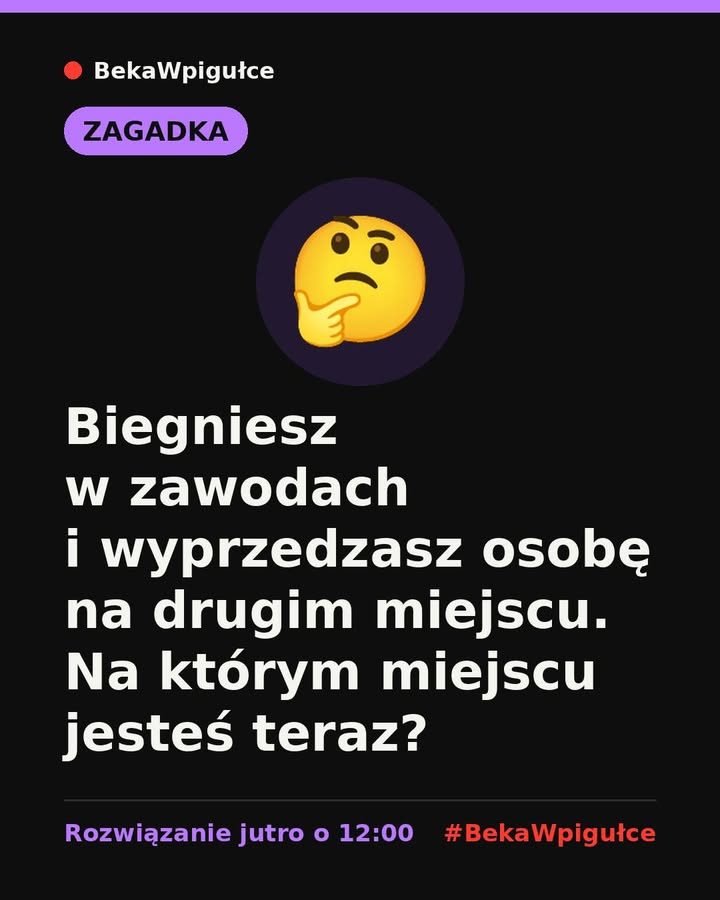 BekaWpigułce
ZAGADKA
Biegniesz
w zawodach
i wyprzedzasz osobę
na drugim miejscu.
Na którym miejscu
jesteś teraz?
Rozwiązanie jutro o 12:00 #BekaWpigułce